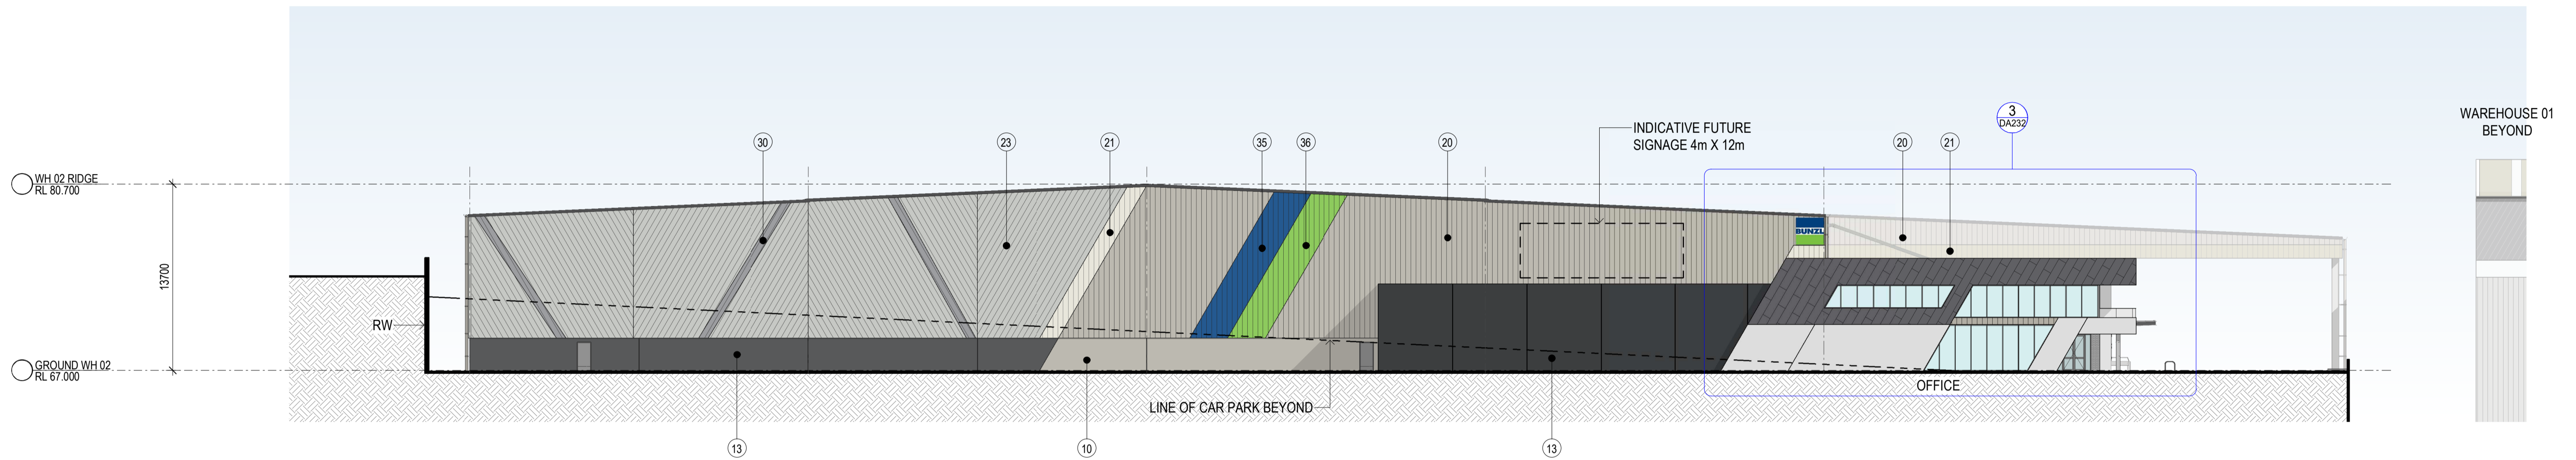 WAREHOUSE 01
BEYOND
3
DA232
INDICATIVE FUTURE
SIGNAGE 4m X 12m
30
23
21
35
36
20
20
21
WH 02 RIDGE
RL 80.700
BUNZL
13700
RW
GROUND WH 02
RL 67.000
OFFICE
LINE OF CAR PARK BEYOND
13
10
13